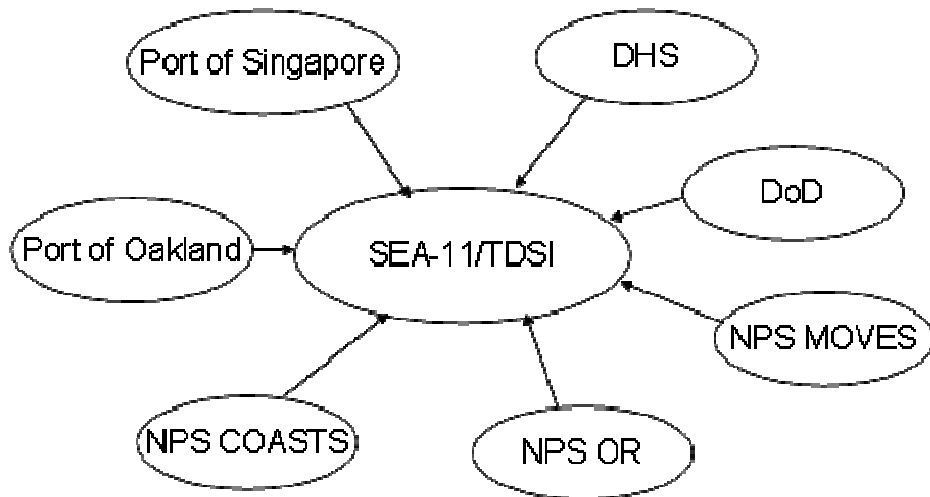 Port of Singapore
DHS
DoD
Port of Oakland
SEA-11/TDSI
NPS MOVES
NPS COASTS
NPS OR